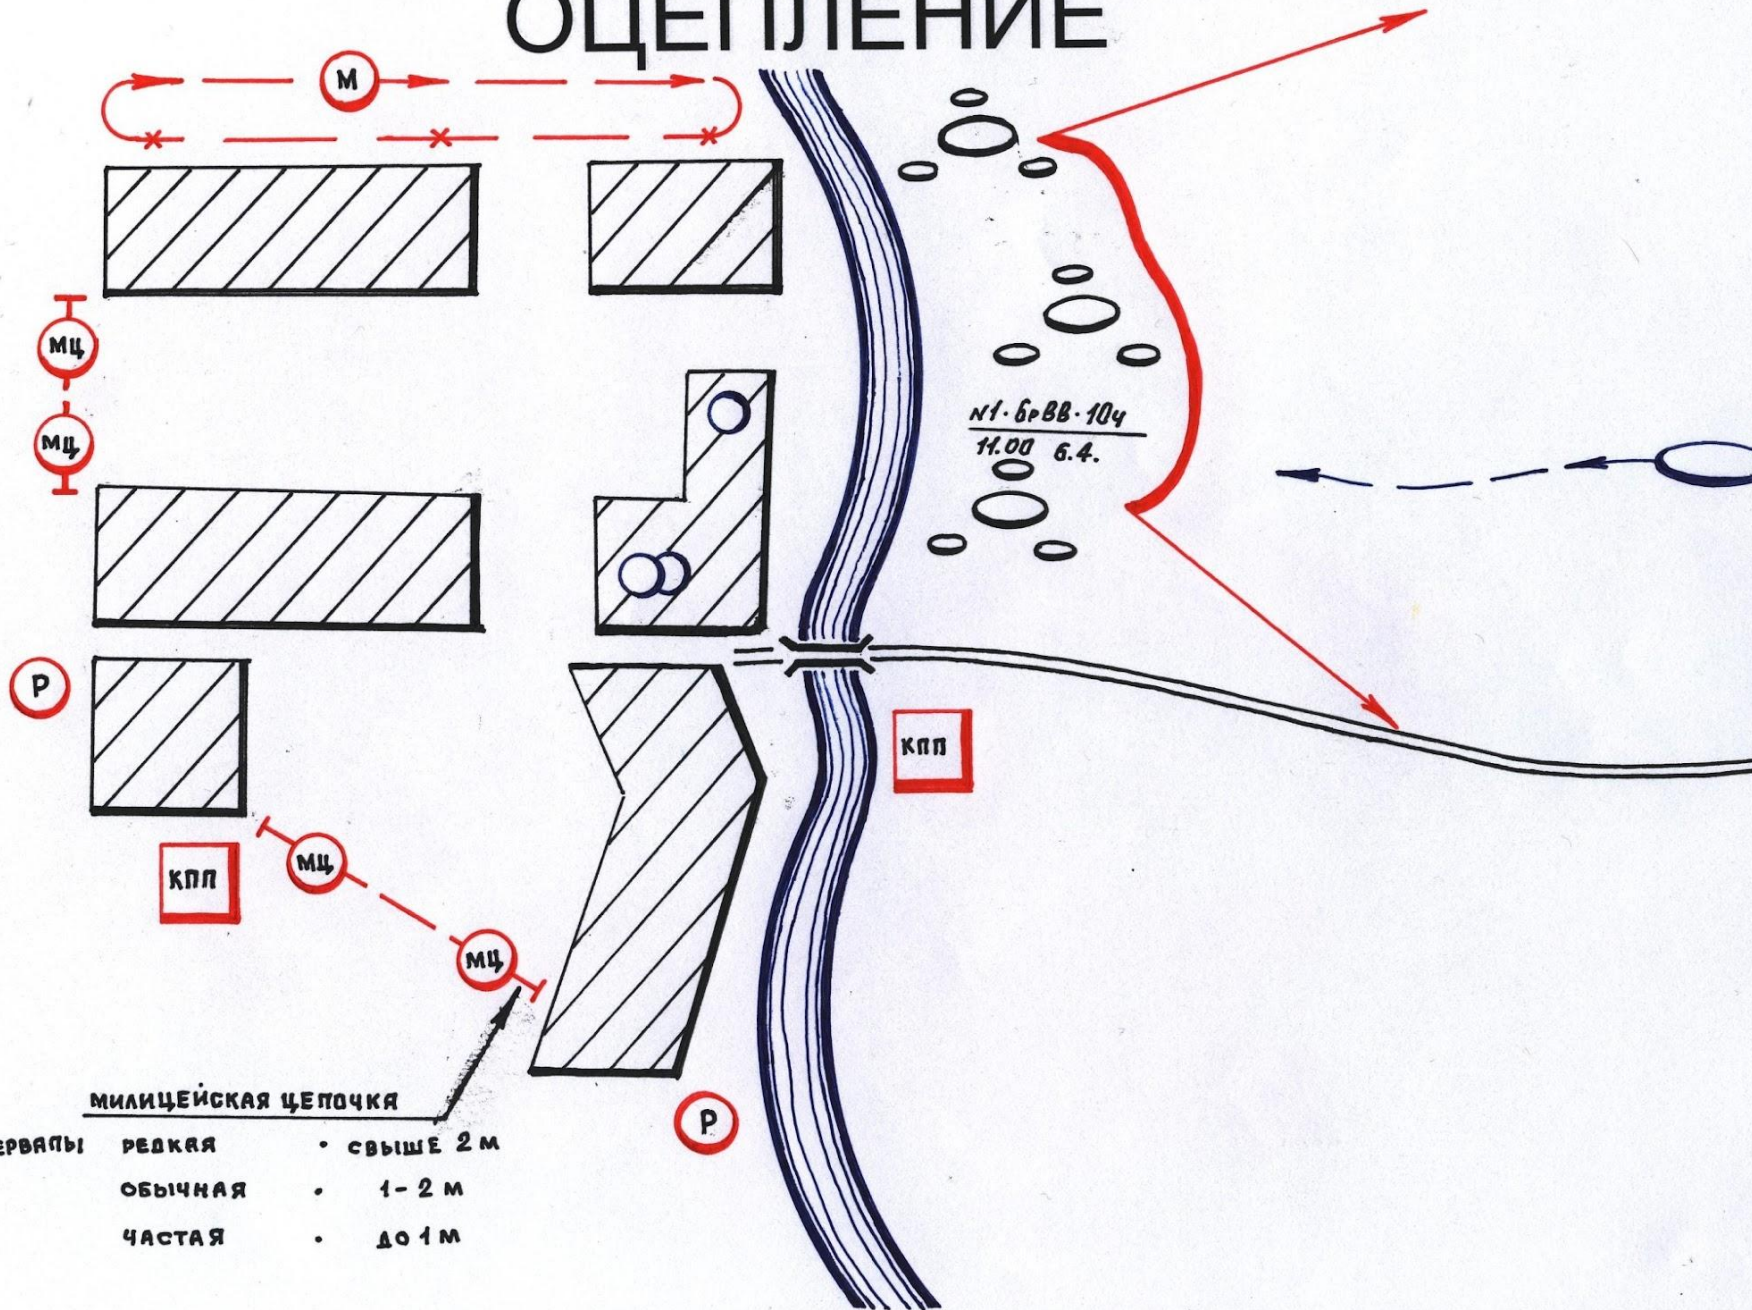 ОЦЕПЛЕНИЕ
М
МЦ
МЦ
N1·БрВВ·10ч
11.00 6.4.
Р
КПП
КПП
МЦ
МЦ
Р
МИЛИЦЕЙСКАЯ ЦЕПОЧКА
ЕРВАЛЫ РЕДКАЯ · СВЫШЕ 2 М
ОБЫЧНАЯ · 1-2 М
ЧАСТАЯ · ДО 1 М